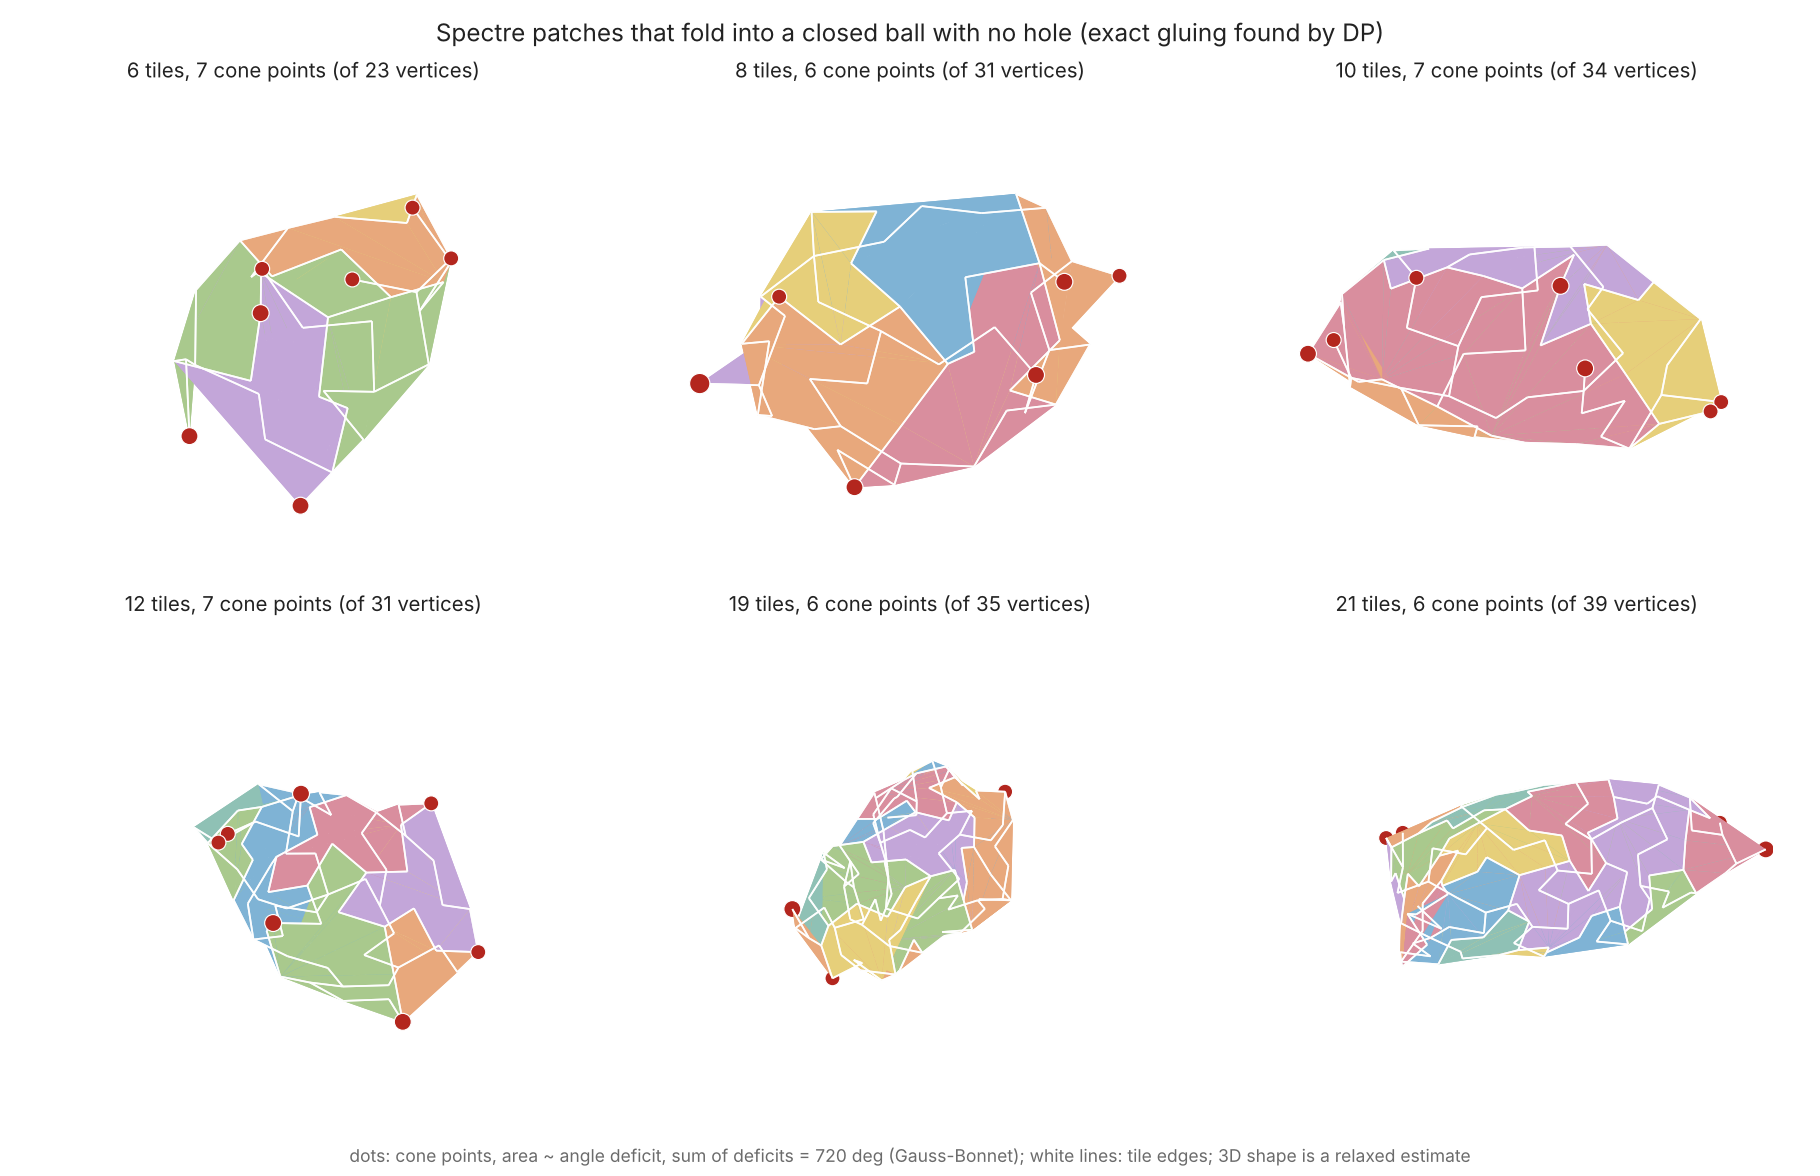 Spectre patches that fold into a closed ball with no hole (exact gluing found by DP)
6 tiles, 7 cone points (of 23 vertices)
8 tiles, 6 cone points (of 31 vertices)
10 tiles, 7 cone points (of 34 vertices)
12 tiles, 7 cone points (of 31 vertices)
19 tiles, 6 cone points (of 35 vertices)
21 tiles, 6 cone points (of 39 vertices)
dots: cone points, area ~ angle deficit, sum of deficits = 720 deg (Gauss-Bonnet); white lines: tile edges; 3D shape is a relaxed estimate